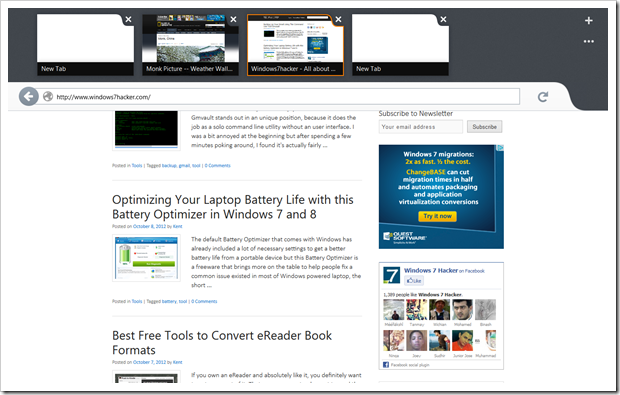 New Tab
Monk Picture -- Weather Wall...
Windows7hacker - All about ...
New Tab
http://www.windows7hacker.com/
Gmvault stands out in an unique position, because it does the
job as a solo command line utility without an user interface. I
was a bit annoyed at the beginning but after spending a few
minutes poking around, I found it's actually fairly ...
Posted in Tools | Tagged backup, gmail, tool | 0 Comments
Optimizing Your Laptop Battery Life with this
Battery Optimizer in Windows 7 and 8
Posted on October 8, 2012 by Kent
The default Battery Optimizer that comes with Windows has
already included a lot of necessary settings to get a better
battery life from a portable device but this Battery Optimizer is
a freeware that brings more on the table to help people fix a
common issue existed in most of Windows powered laptop, the
short ...
Posted in Tools | Tagged battery, tool | 0 Comments
Best Free Tools to Convert eReader Book
Formats
Posted on October 7, 2012 by Kent
If you own an eReader and absolutely like it, you definitely want
Subscribe to Newsletter
Your email address
Subscribe
Windows 7 migrations:
2x as fast. ½ the cost.
ChangeBASE can cut
migration times in half
and automates packaging
and application
virtualization conversions
Try it now
QUEST SOFTWARE
7
Windows 7 Hacker on Facebook
Like
1,389 people like Windows 7 Hacker
Tammey Mithun Mohamed Binesh
Ninoa Joev Sudhir Junior Jose Muhammed
Facebook social plugin